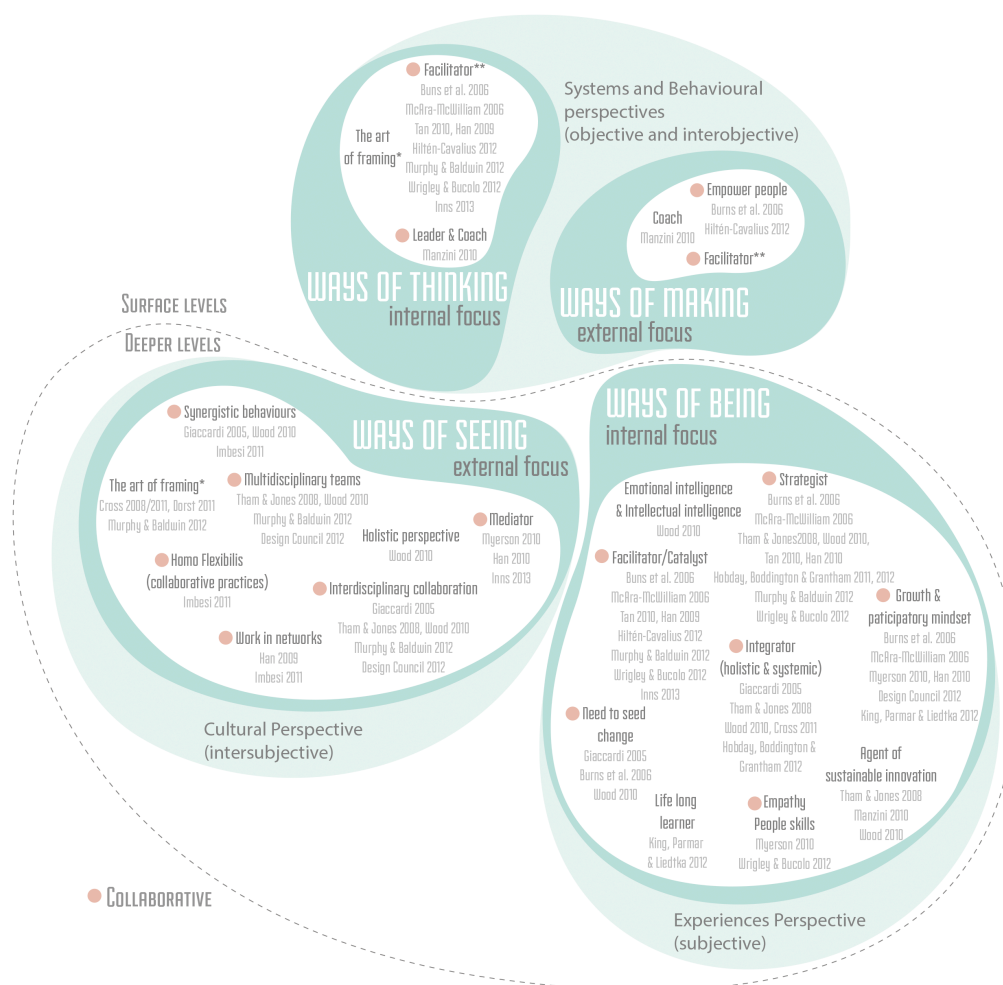 Facilitator**
Buns et al. 2006
McAra-McWilliam 2006
Tan 2010, Han 2009
Hiltén-Cavalius 2012
Murphy & Baldwin 2012
Wrigley & Bucolo 2012
Inns 2013
The art
of framing*
Leader & Coach
Manzini 2010
WAYS OF THINKING
internal focus
Systems and Behavioural
perspectives
(objective and interobjective)
Empower people
Burns et al. 2006
Hiltén-Cavalius 2012
Coach
Manzini 2010
Facilitator**
WAYS OF MAKING
external focus
SURFACE LEVELS
DEEPER LEVELS
Synergistic behaviours
Giaccardi 2005, Wood 2010
Imbesi 2011
WAYS OF SEEING
external focus
The art of framing*
Cross 2008/2011, Dorst 2011
Murphy & Baldwin 2012
Multidisciplinary teams
Tham & Jones 2008, Wood 2010
Murphy & Baldwin 2012
Design Council 2012
Holistic perspective
Wood 2010
Mediator
Myerson 2010
Han 2010
Inns 2013
Homo Flexibilis
(collaborative practices)
Imbesi 2011
Interdisciplinary collaboration
Giaccardi 2005
Tham & Jones 2008, Wood 2010
Murphy & Baldwin 2012
Design Council 2012
Work in networks
Han 2009
Imbesi 2011
Cultural Perspective
(intersubjective)
WAYS OF BEING
internal focus
Emotional intelligence
& Intellectual intelligence
Wood 2010
Strategist
Burns et al. 2006
McAra-McWilliam 2006
Tham & Jones2008, Wood 2010,
Tan 2010, Han 2010
Hobday, Boddington & Grantham 2011, 2012
Murphy & Baldwin 2012
Wrigley & Bucolo 2012
Facilitator/Catalyst
Buns et al. 2006
McAra-McWilliam 2006
Tan 2010, Han 2009
Hiltén-Cavalius 2012
Murphy & Baldwin 2012
Wrigley & Bucolo 2012
Inns 2013
Growth &
paticipatory mindset
Burns et al. 2006
McAra-McWilliam 2006
Myerson 2010, Han 2010
Design Council 2012
King, Parmar & Liedtka 2012
Integrator
(holistic & systemic)
Giaccardi 2005
Tham & Jones 2008
Wood 2010, Cross 2011
Hobday, Boddington &
Grantham 2012
Need to seed
change
Giaccardi 2005
Burns et al. 2006
Wood 2010
Agent of
sustainable innovation
Tham & Jones 2008
Manzini 2010
Wood 2010
Life long
learner
King, Parmar
& Liedtka 2012
Empathy
People skills
Myerson 2010
Wrigley & Bucolo 2012
Experiences Perspective
(subjective)
COLLABORATIVE